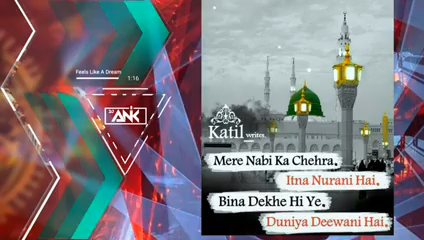 Feels Like A Dream
1:16
ANK
Katil
writes
Mere Nabi Ka Chehra.
Itna Nurani Hai.
Bina Dekhe Hi Ye.
Duniya Deewani Hai.